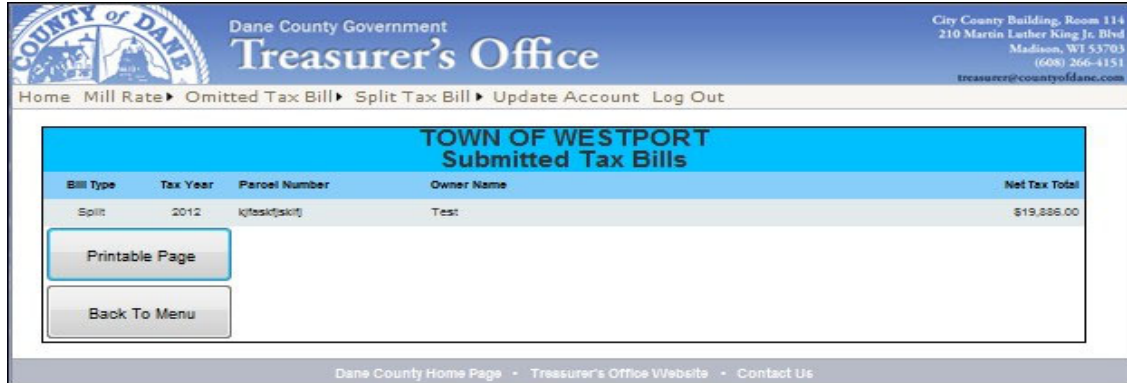 COUNTY of DANE
Dane County Government
Treasurer's Office
City County Building, Room 114
210 Martin Luther King Jr. Blvd
Madison, WI 53703
(608) 266-4151
treasurer@countyofdane.com
Home Mill Rate Omitted Tax Bill Split Tax Bill Update Account Log Out
TOWN OF WESTPORT
Submitted Tax Bills
Bill Type Tax Year Parcel Number Owner Name Net Tax Total
Split 2012 Test $19,886.00
Printable Page
Back To Menu
Dane County Home Page - Treasurer's Office Website - Contact Us